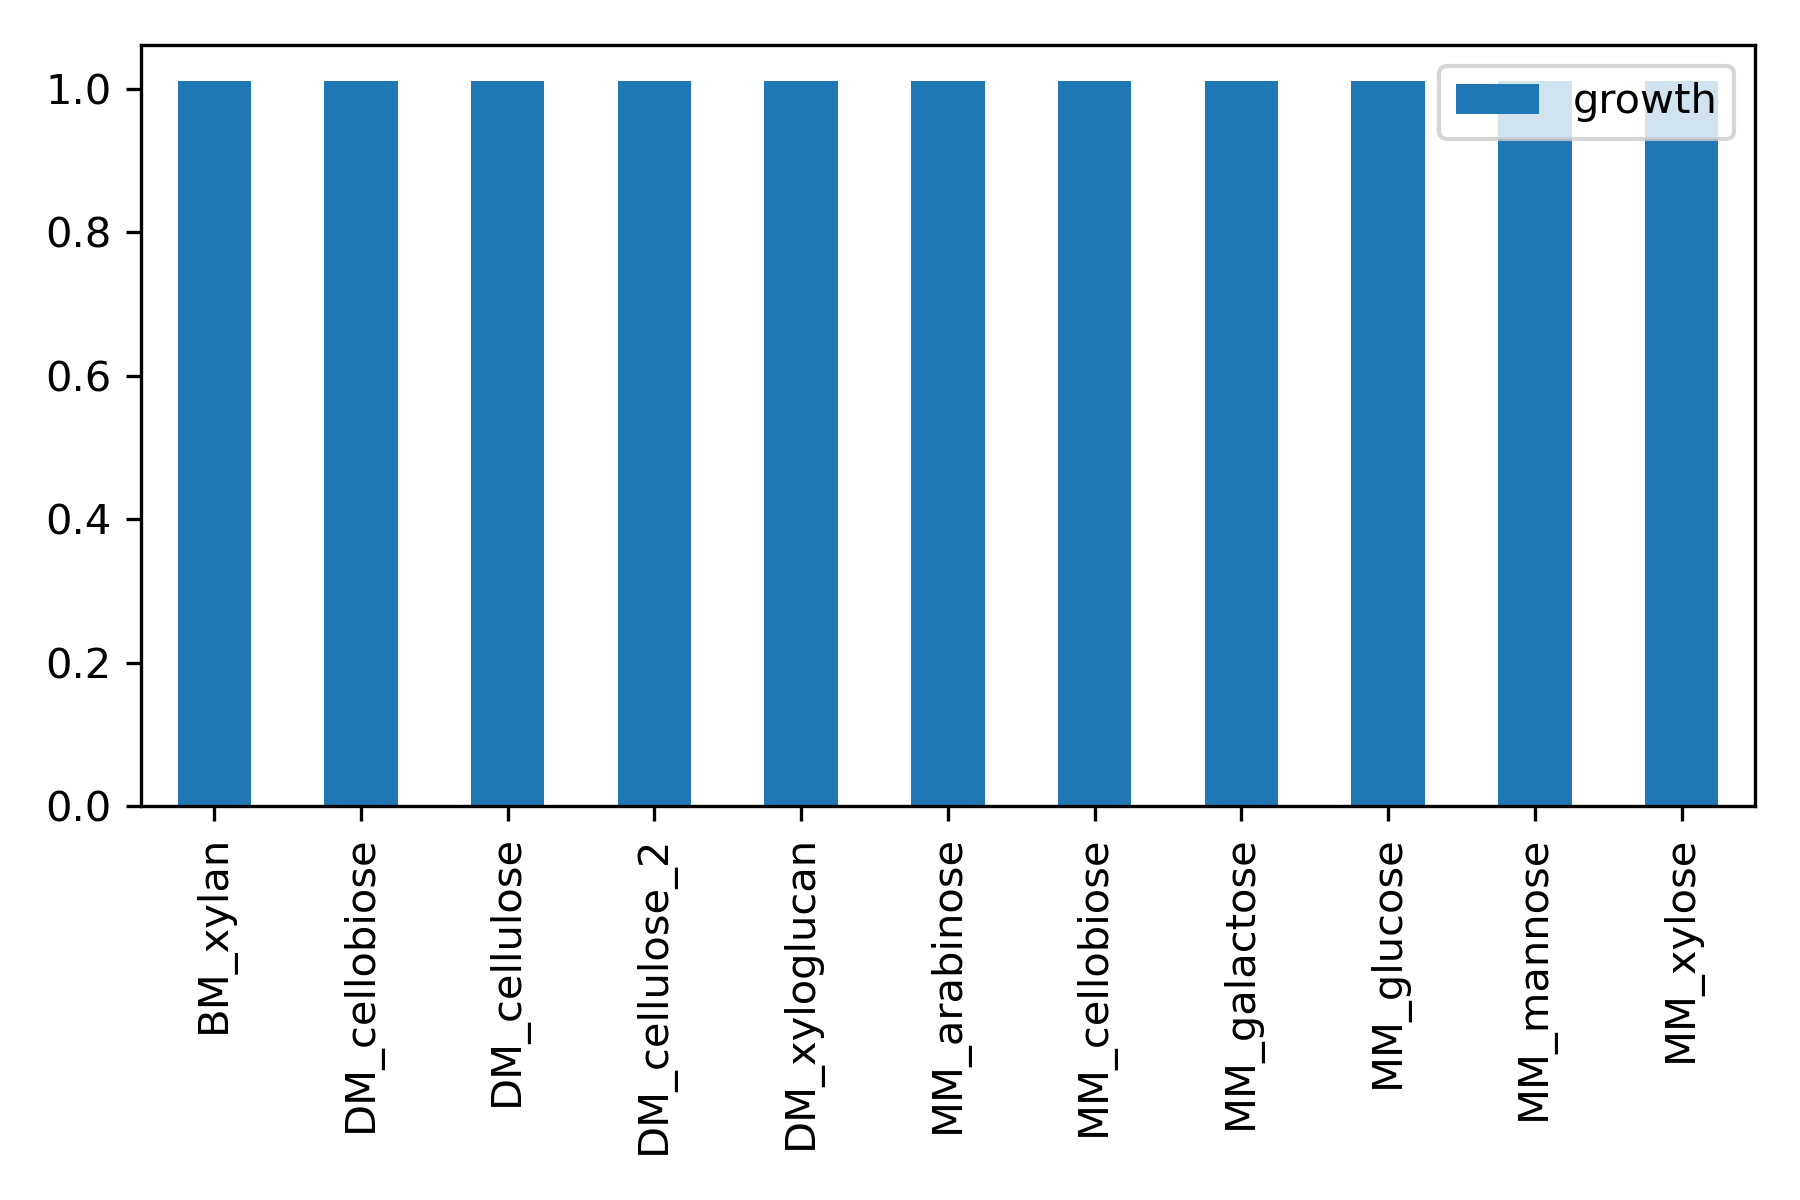 growth
1.0
0.8
0.6
0.4
0.2
0.0
BM_xylan
DM_cellobiose
DM_cellulose
DM_cellulose_2
DM_xyloglucan
MM_arabinose
MM_cellobiose
MM_galactose
MM_glucose
MM_mannose
MM_xylose